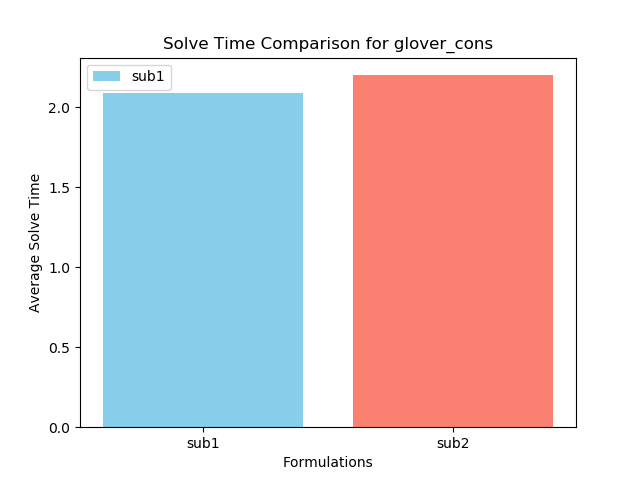 Solve Time Comparison for glover_cons
sub1
2.0
1.5
1.0
0.5
0.0
Average Solve Time
sub1
sub2
Formulations